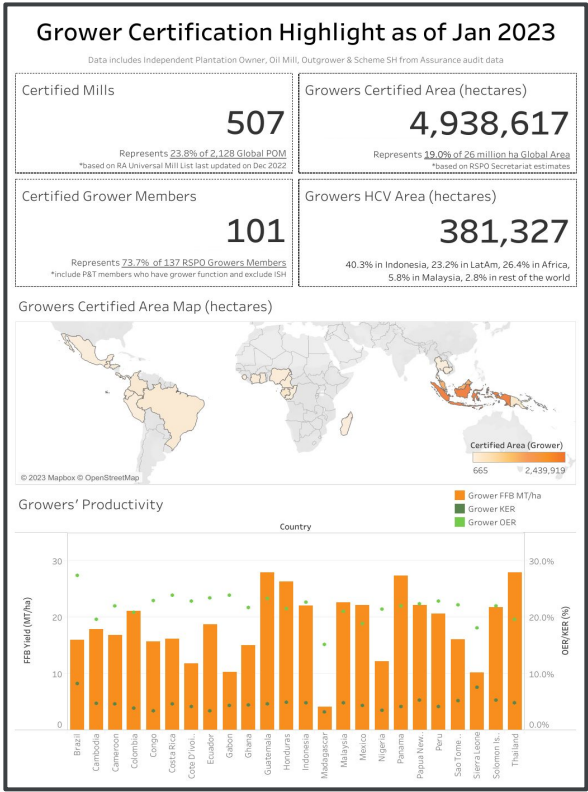 Grower Certification Highlight as of Jan 2023
Data includes Independent Plantation Owner, Oil Mill, Outgrower & Scheme SH from Assurance audit data
Certified Mills
507
Represents 23.8% of 2,128 Global POM
*based on RA Universal Mill List last updated on Dec 2022
Growers Certified Area (hectares)
4,938,617
Represents 19.0% of 26 million ha Global Area
*based on RSPO Secretariat estimates
Certified Grower Members
101
Represents 73.7% of 137 RSPO Growers Members
*include P&T members who have grower function and exclude ISH
Growers HCV Area (hectares)
381,327
40.3% in Indonesia, 23.2% in LatAm, 26.4% in Africa,
5.8% in Malaysia, 2.8% in rest of the world
Growers Certified Area Map (hectares)
Certified Area (Grower)
665
2,439,919
© 2023 Mapbox © OpenStreetMap
Growers' Productivity
Grower FFB MT/ha
Grower KER
Grower OER
Country
FFB Yield (MT/ha)
30
20
10
0
30.0%
20.0%
10.0%
0.0%
OER/KER (%)
Brazil
Cambodia
Cameroon
Colombia
Congo
Costa Rica
Cote D'Ivoi..
Ecuador
Gabon
Ghana
Guatemala
Honduras
Indonesia
Madagascar
Malaysia
Mexico
Nigeria
Panama
Papua New..
Peru
Sao Tome..
Sierra Leone
Solomon Is.
Thailand